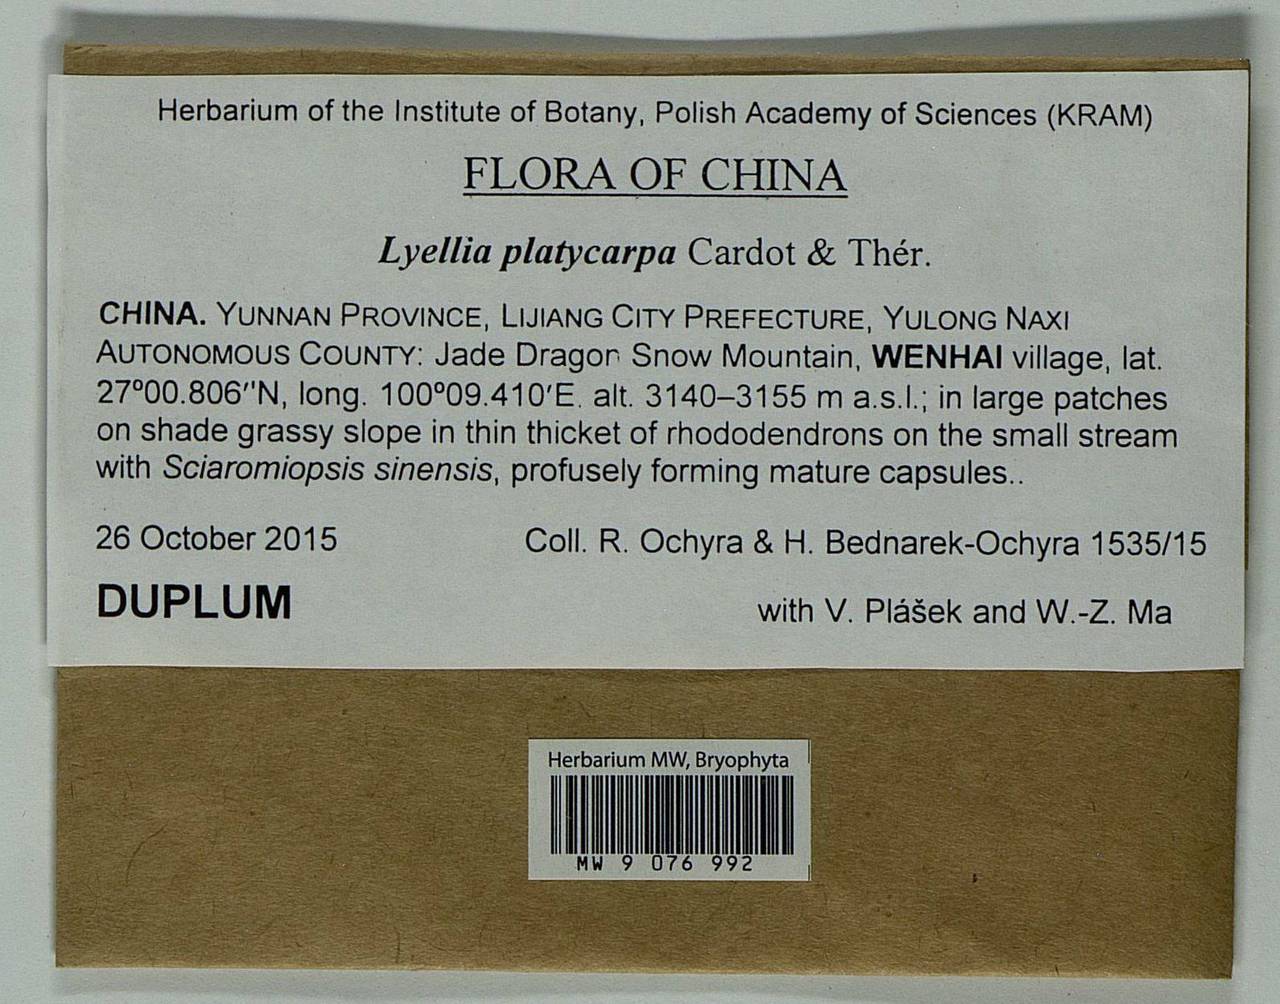 Herbarium of the Institute of Botany, Polish Academy of Sciences (KRAM)
FLORA OF CHINA
Lyellia platycarpa Cardot & Thér.
CHINA. YUNNAN PROVINCE, LIJIANG CITY PREFECTURE, YULONG NAXI
AUTONOMOUS COUNTY: Jade Dragon Snow Mountain, WENHAI village, lat.
27º00.806″N, long. 100º09.410′E. alt. 3140–3155 m a.s.l.; in large patches
on shade grassy slope in thin thicket of rhododendrons on the small stream
with Sciaromiopsis sinensis, profusely forming mature capsules..
26 October 2015 Coll. R. Ochyra & H. Bednarek-Ochyra 1535/15
DUPLUM with V. Plášek and W.-Z. Ma
Herbarium MW, Bryophyta
MW 9 076 992